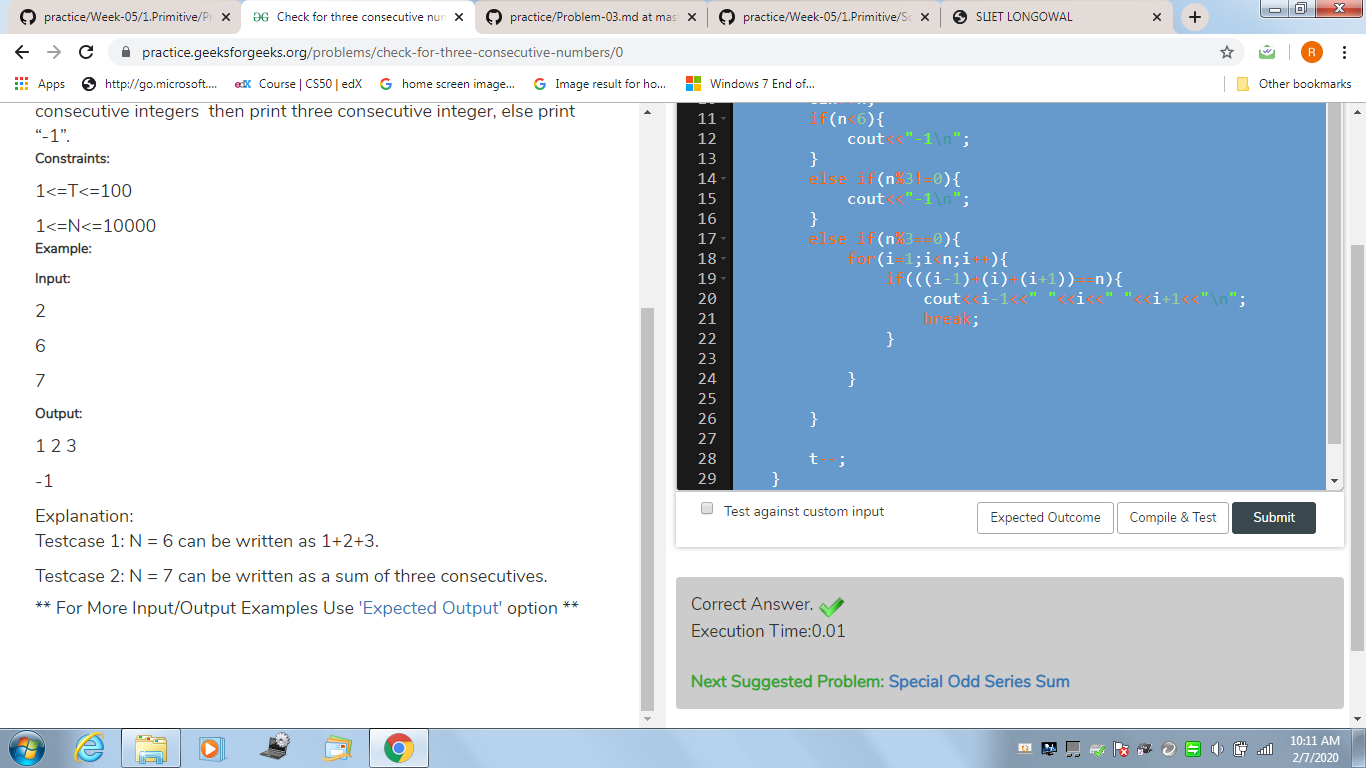 practice/Week-05/1.Primitive/Pr
Check for three consecutive nun
practice/Problem-03.md at mast
practice/Week-05/1.Primitive/So
SLIET LONGOWAL
practice.geeksforgeeks.org/problems/check-for-three-consecutive-numbers/0
R
Apps
http://go.microsoft....
edX Course | CS50 | edX
G home screen image...
G Image result for ho...
Windows 7 End of...
Other bookmarks
consecutive integers then print three consecutive integer, else print
“-1”.
Constraints:
1<=T<=100
1<=N<=10000
Example:
Input:
2
6
7
Output:
1 2 3
-1
Explanation:
Testcase 1: N = 6 can be written as 1+2+3.
Testcase 2: N = 7 can be written as a sum of three consecutives.
** For More Input/Output Examples Use 'Expected Output' option **
11 if(n<6){
12 cout<<"-1\n";
13 }
14 else if(n%3!=0){
15 cout<<"-1\n";
16 }
17 else if(n%3==0){
18 for(i=1;i<n;i++){
19 if(((i-1)+(i)+(i+1))==n){
20 cout<<i-1<<" "<<i<<" "<<i+1<<"\n";
21 break;
22 }
23
24 }
25
26 }
27
28 t--;
29 }
Test against custom input
Expected Outcome
Compile & Test
Submit
Correct Answer.
Execution Time:0.01
Next Suggested Problem: Special Odd Series Sum
10:11 AM
2/7/2020